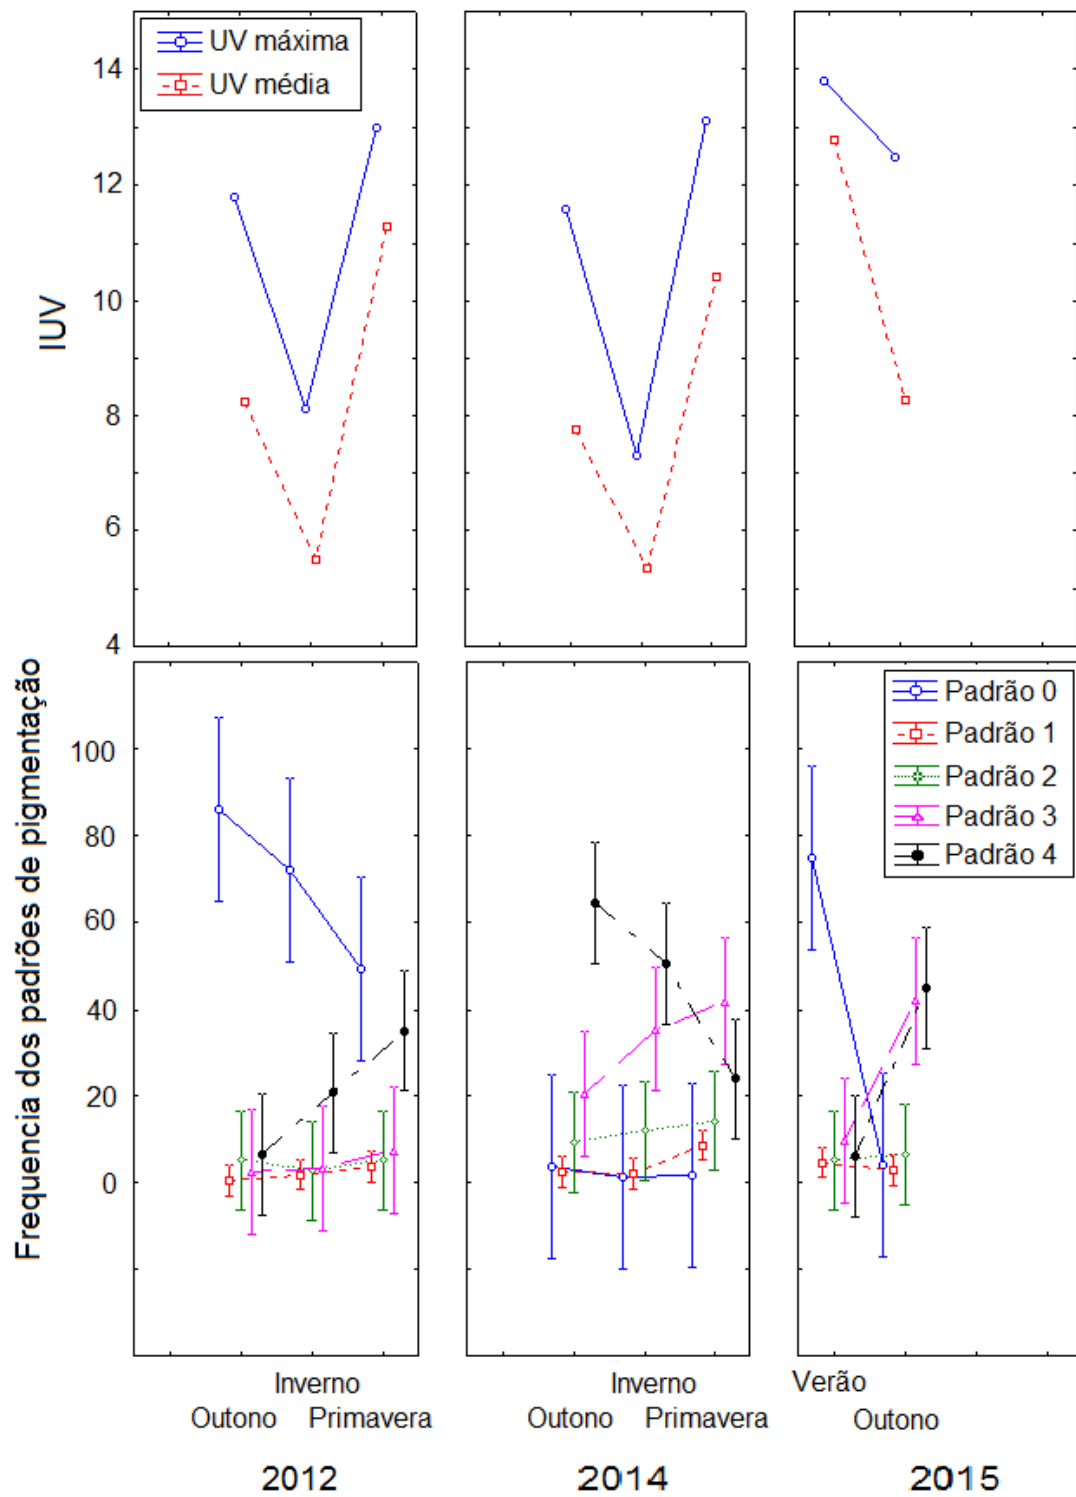 UV máxima
UV média
14
12
10
8
6
4
IUV
Padrão 0
Padrão 1
Padrão 2
Padrão 3
Padrão 4
100
80
60
40
20
0
Frequencia dos padrões de pigmentação
Inverno
Outono Primavera
2012
Inverno
Outono Primavera
2014
Verão
Outono
2015